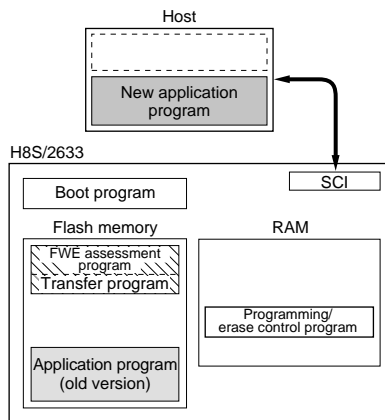 Host
New application
program
H8S/2633
SCI
Boot program
Flash memory
RAM
FWE assessment
program
Transfer program
Programming/
erase control program
Application program
(old version)